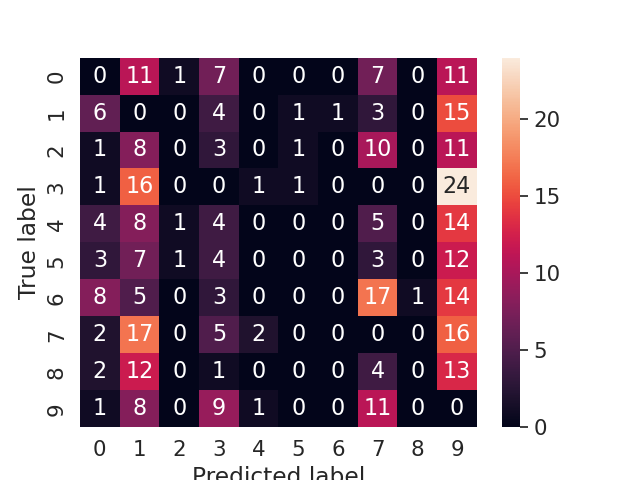 0 0 11 1 7 0 0 0 7 0 11
1 6 0 0 4 0 1 1 3 0 15
2 1 8 0 3 0 1 0 10 0 11
3 1 16 0 0 1 1 0 0 0 24
4 4 8 1 4 0 0 0 5 0 14
5 3 7 1 4 0 0 0 3 0 12
6 8 5 0 3 0 0 0 17 1 14
7 2 17 0 5 2 0 0 0 0 16
8 2 12 0 1 0 0 0 4 0 13
9 1 8 0 9 1 0 0 11 0 0
0 1 2 3 4 5 6 7 8 9
Predicted label
True label
20
15
10
5
0